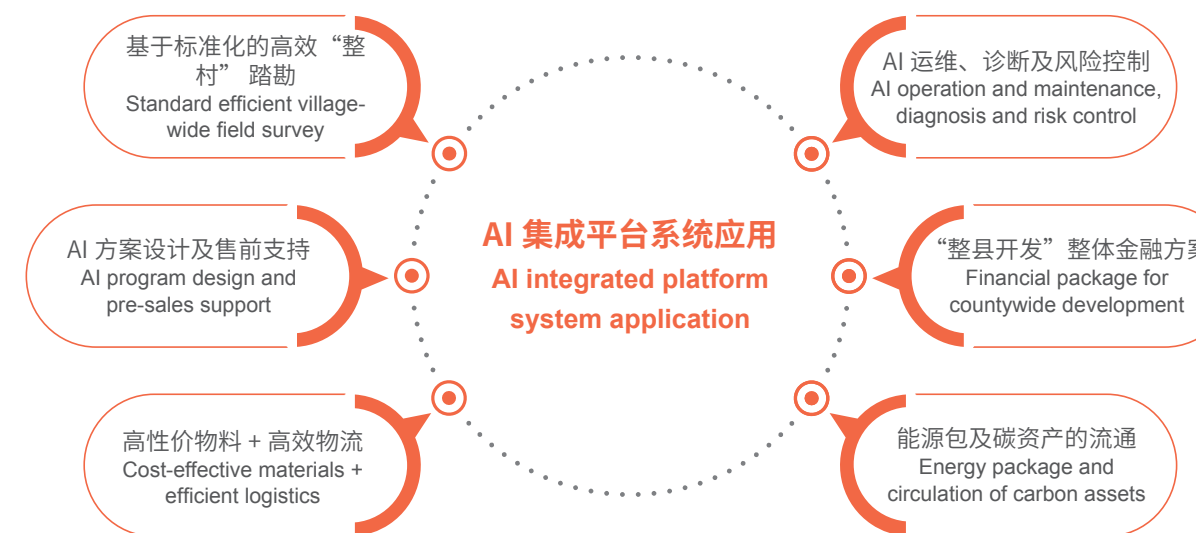 基于标准化的高效“整
村” 踏勘
Standard efficient village-
wide field survey
AI 方案设计及售前支持
AI program design and
pre-sales support
高性价物料 + 高效物流
Cost-effective materials +
efficient logistics
AI 集成平台系统应用
AI integrated platform
system application
AI 运维、诊断及风险控制
AI operation and maintenance,
diagnosis and risk control
“整县开发”整体金融方案
Financial package for
countywide development
能源包及碳资产的流通
Energy package and
circulation of carbon assets